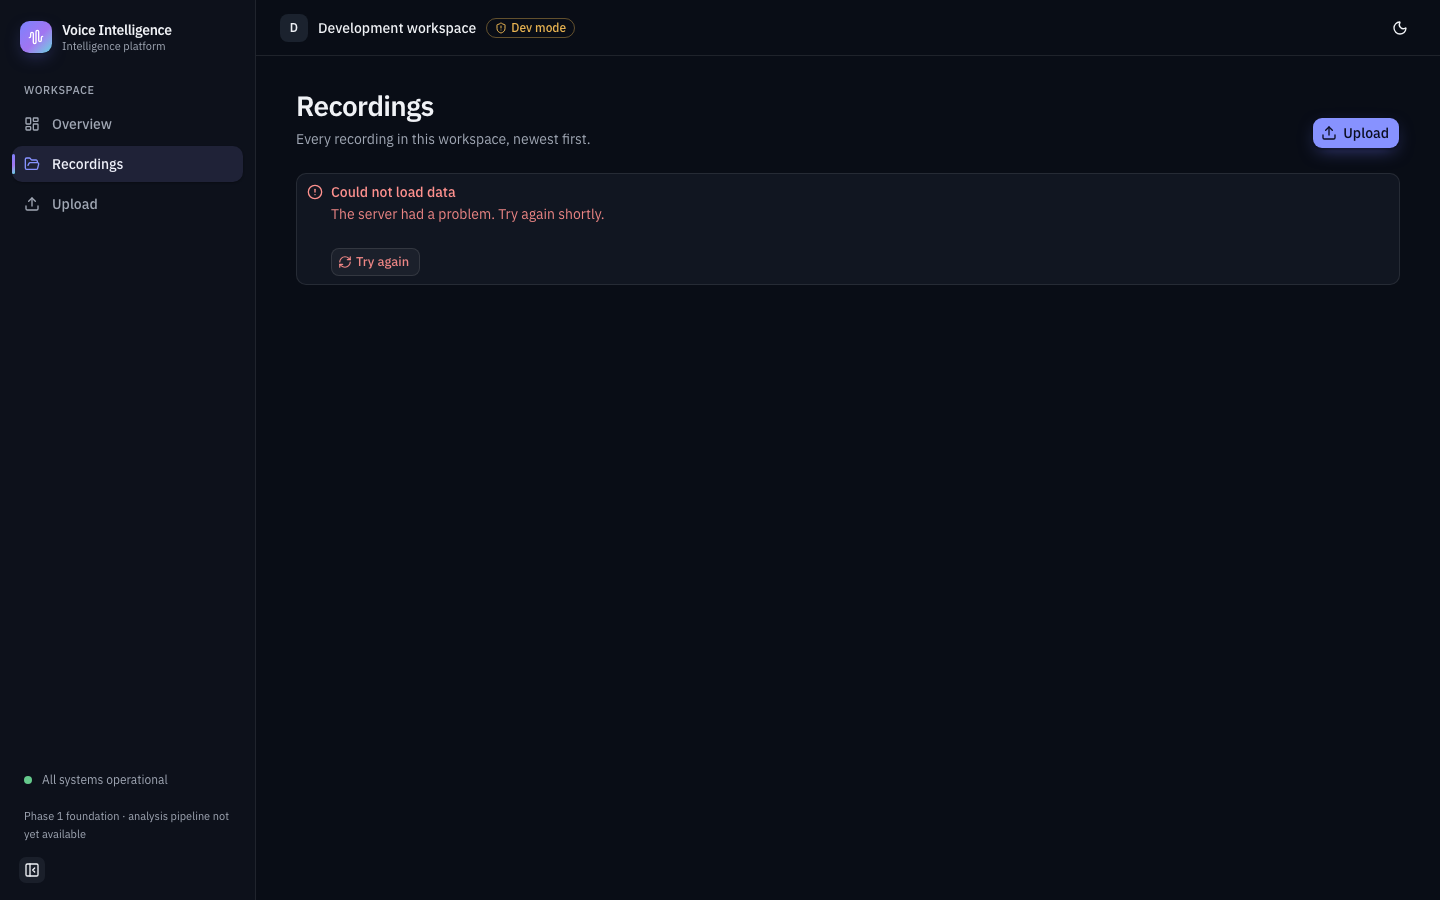 Voice Intelligence
Intelligence platform
WORKSPACE
Overview
Recordings
Upload
All systems operational
Phase 1 foundation · analysis pipeline not
yet available
D
Development workspace
Dev mode
Recordings
Every recording in this workspace, newest first.
Upload
Could not load data
The server had a problem. Try again shortly.
Try again